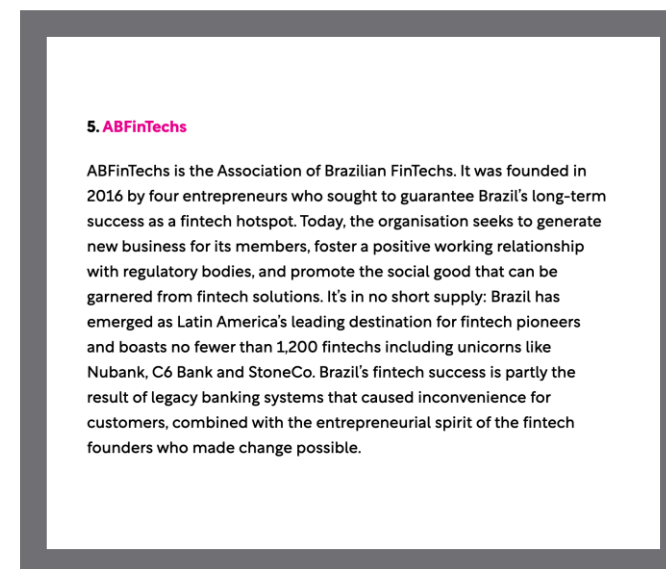 5. ABFinTechs
ABFinTechs is the Association of Brazilian FinTechs. It was founded in
2016 by four entrepreneurs who sought to guarantee Brazil's long-term
success as a fintech hotspot. Today, the organisation seeks to generate
new business for its members, foster a positive working relationship
with regulatory bodies, and promote the social good that can be
garnered from fintech solutions. It's in no short supply: Brazil has
emerged as Latin America's leading destination for fintech pioneers
and boasts no fewer than 1,200 fintechs including unicorns like
Nubank, C6 Bank and StoneCo. Brazil's fintech success is partly the
result of legacy banking systems that caused inconvenience for
customers, combined with the entrepreneurial spirit of the fintech
founders who made change possible.